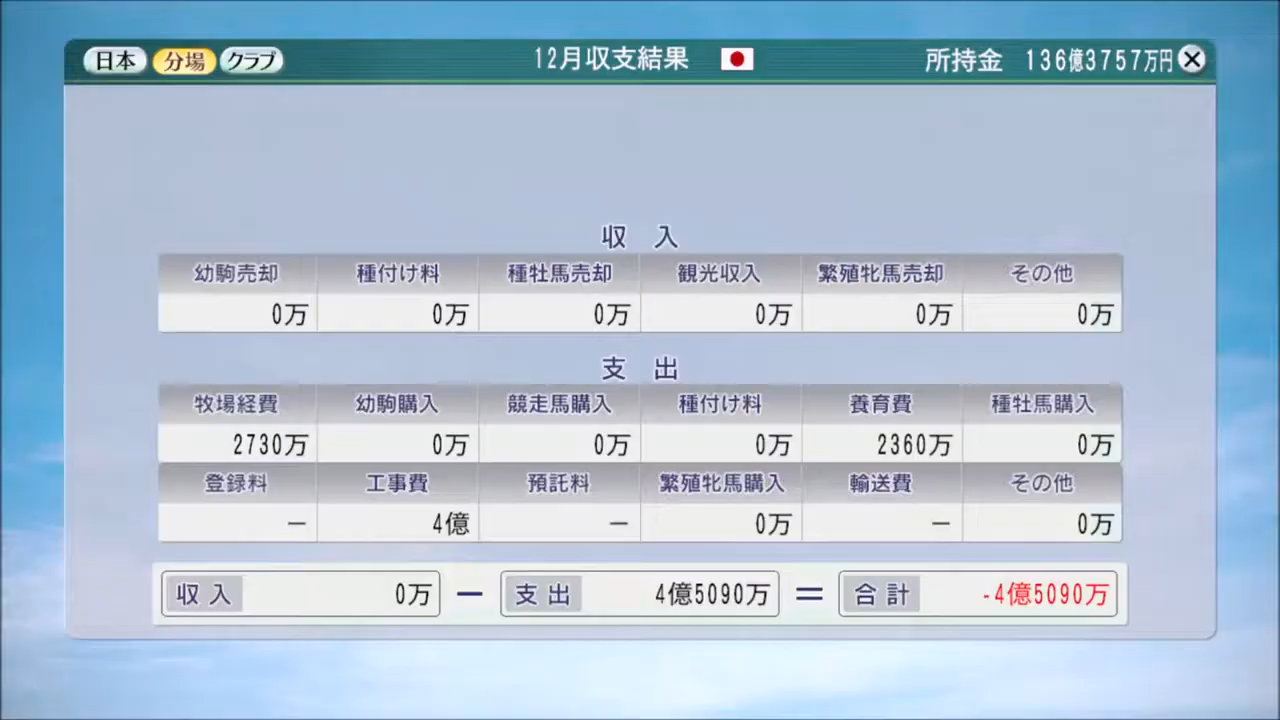 日本 分場 クラブ 12月収支結果 所持金 136億3757万円
収 入
幼駒売却 種付け料 種牡馬売却 観光収入 繁殖牝馬売却 その他
0万 0万 0万 0万 0万 0万
支 出
牧場経費 幼駒購入 競走馬購入 種付け料 養育費 種牡馬購入
2730万 0万 0万 0万 2360万 0万
登録料 工事費 預託料 繁殖牝馬購入 輸送費 その他
ー 4億 ー 0万 ー 0万
収 入 0万 ー 支 出 4億5090万 = 合 計 -4億5090万